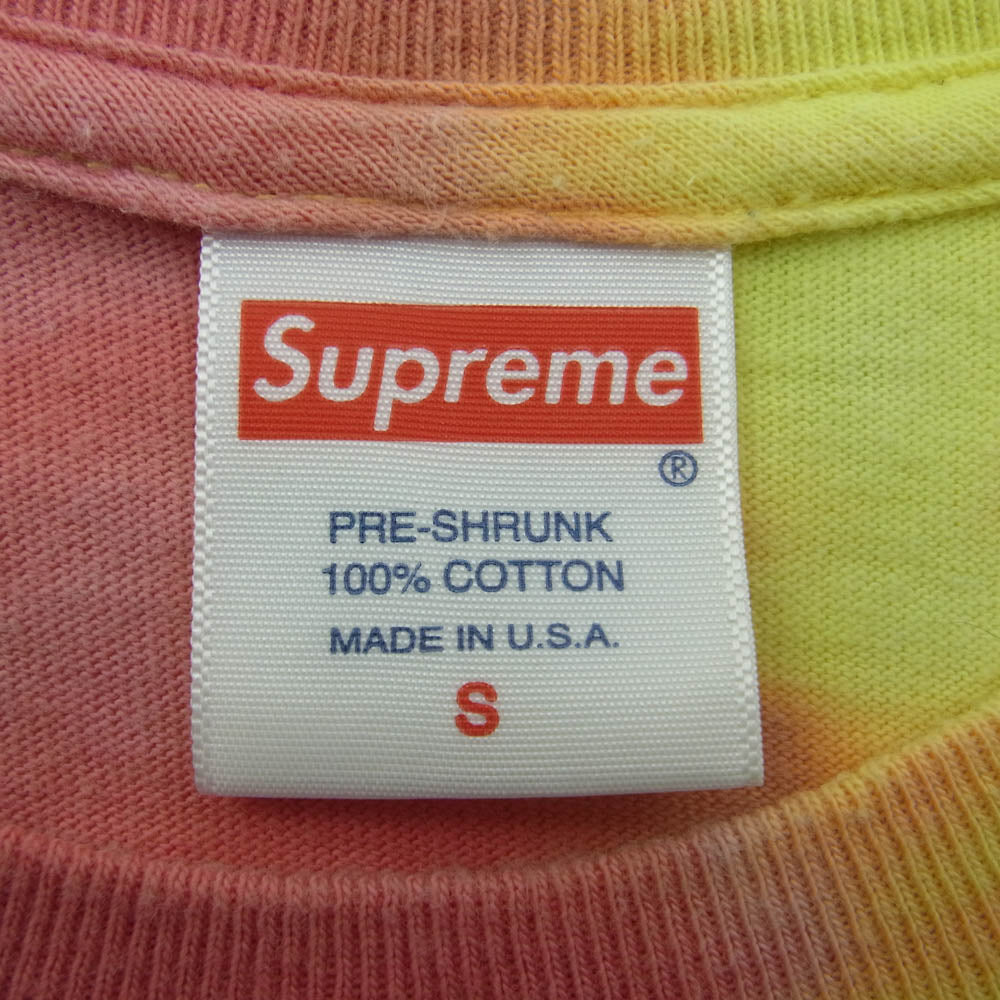 Supreme
®
PRE-SHRUNK
100% COTTON
MADE IN U.S.A.
S